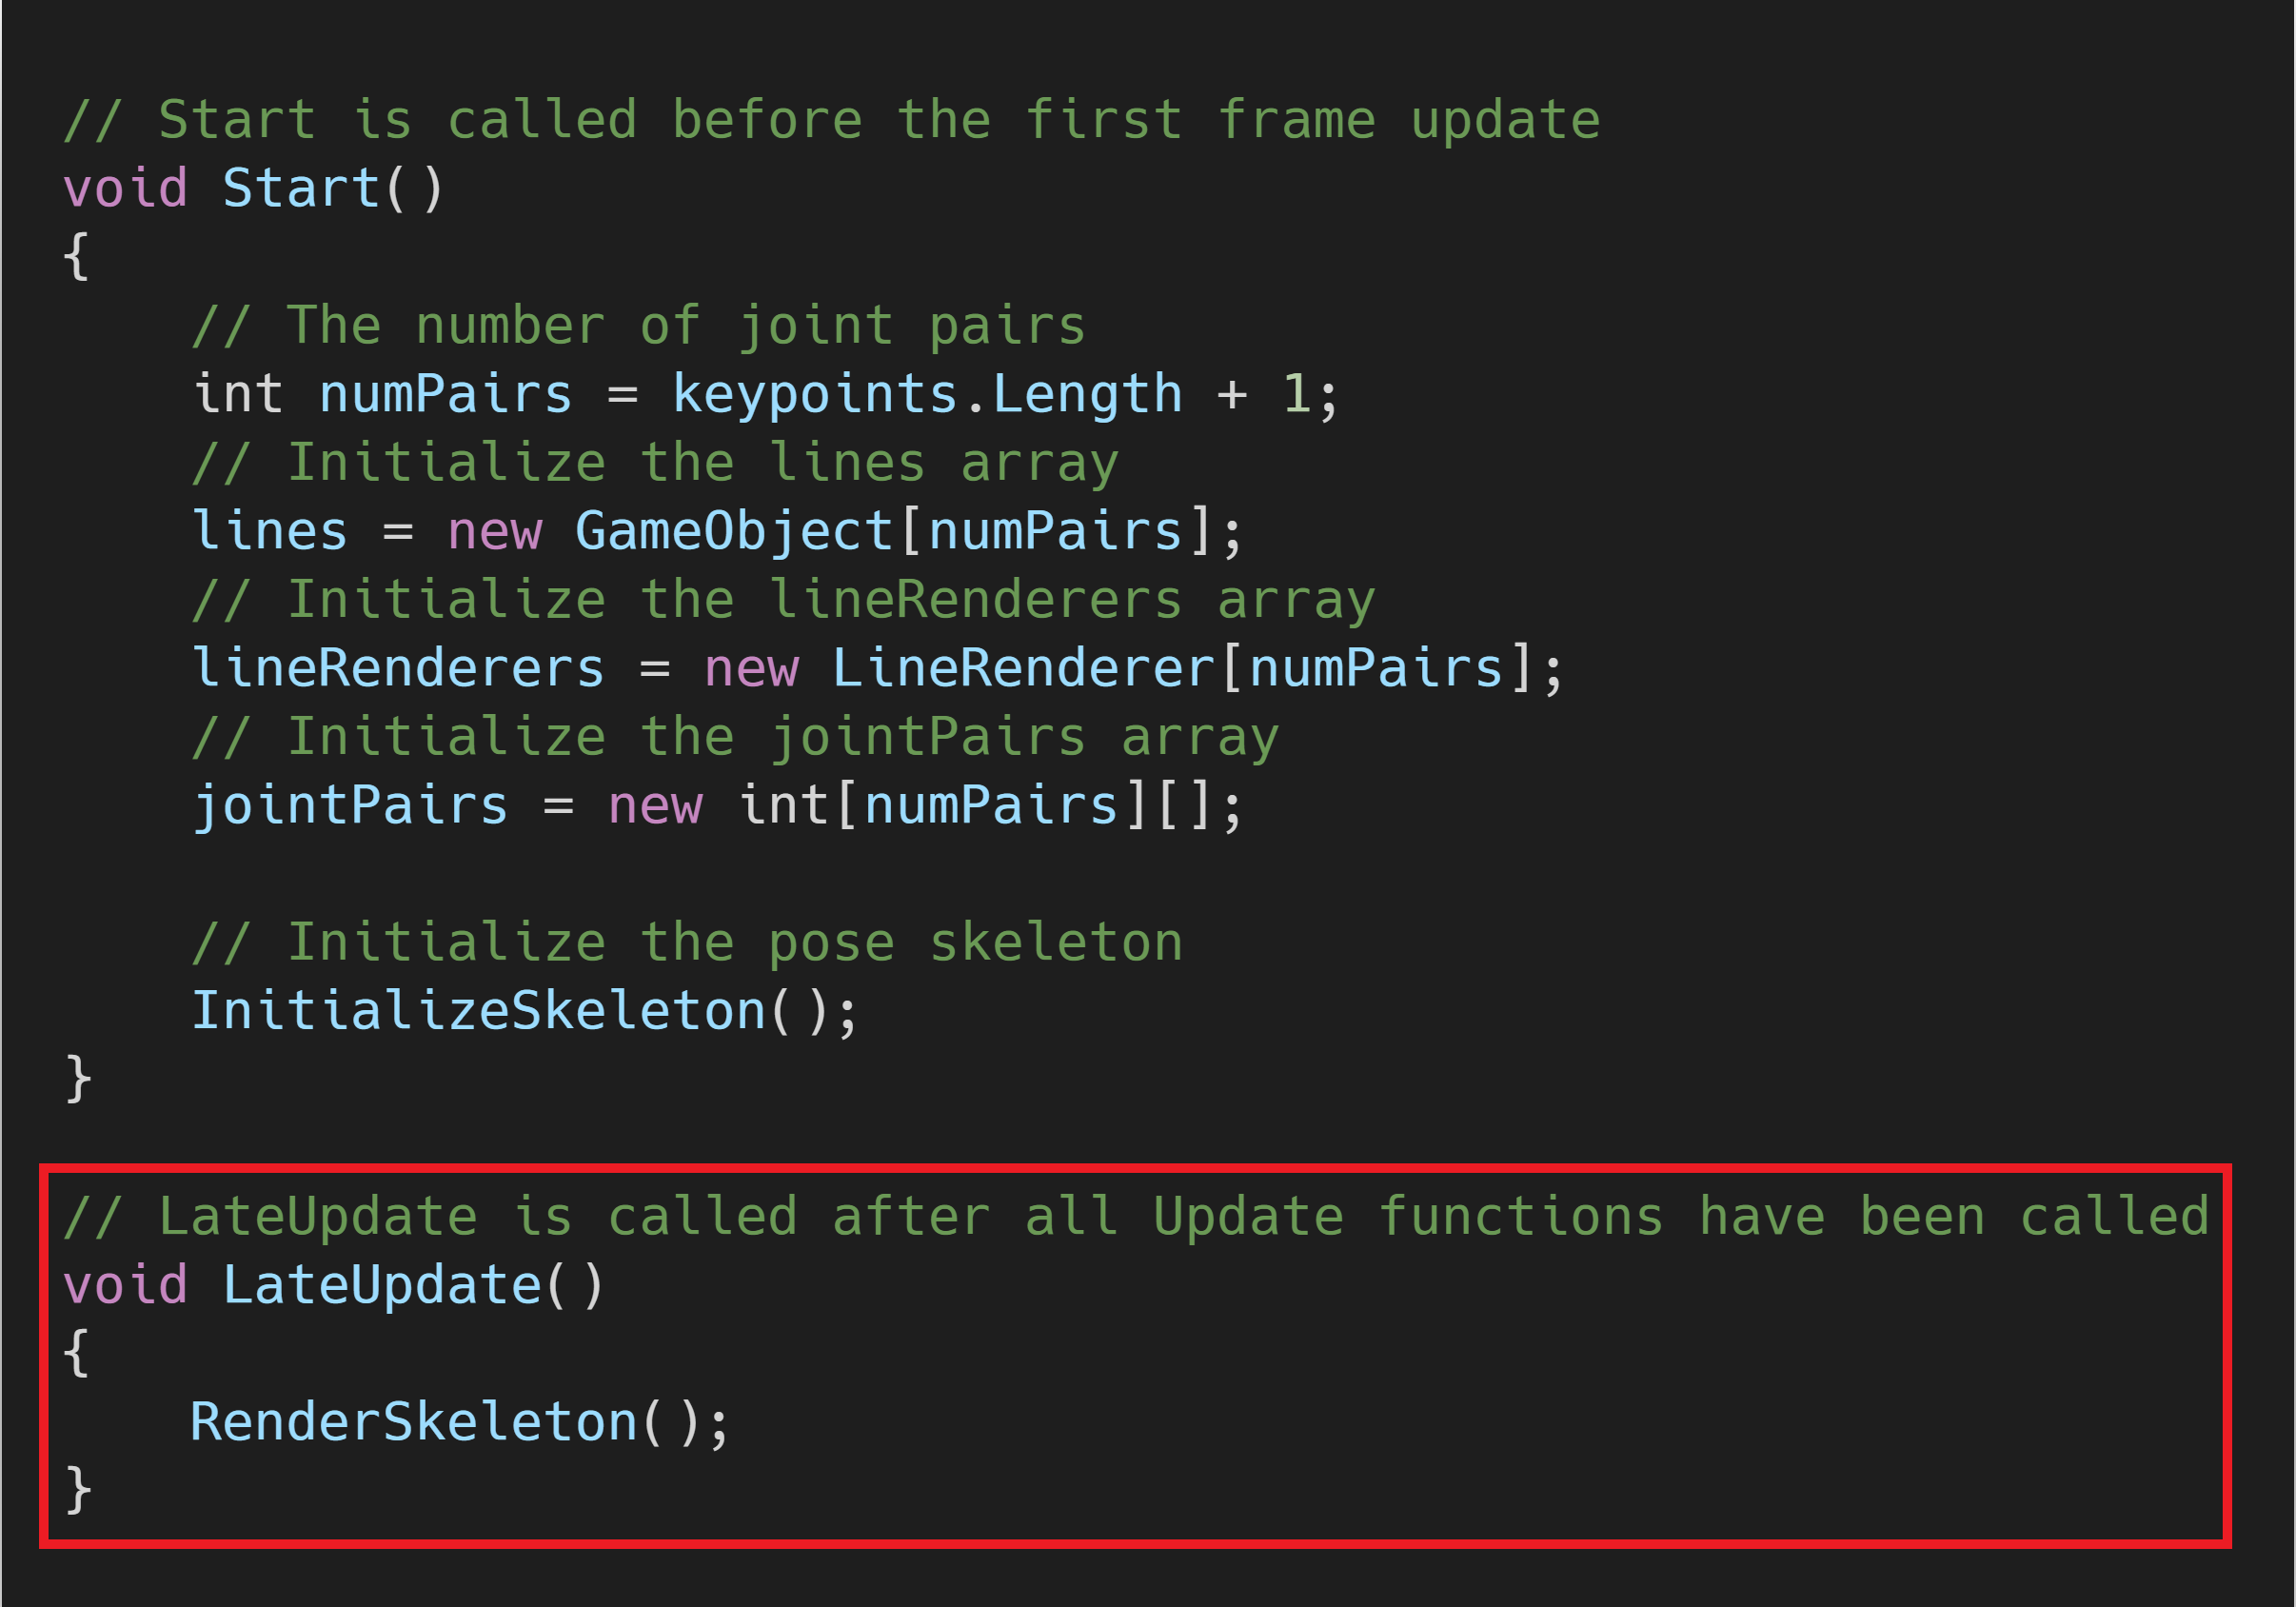 // Start is called before the first frame update
void Start()
{
    // The number of joint pairs
    int numPairs = keypoints.Length + 1;
    // Initialize the lines array
    lines = new GameObject[numPairs];
    // Initialize the lineRenderers array
    lineRenderers = new LineRenderer[numPairs];
    // Initialize the jointPairs array
    jointPairs = new int[numPairs][];

    // Initialize the pose skeleton
    InitializeSkeleton();
}

// LateUpdate is called after all Update functions have been called
void LateUpdate()
{
    RenderSkeleton();
}